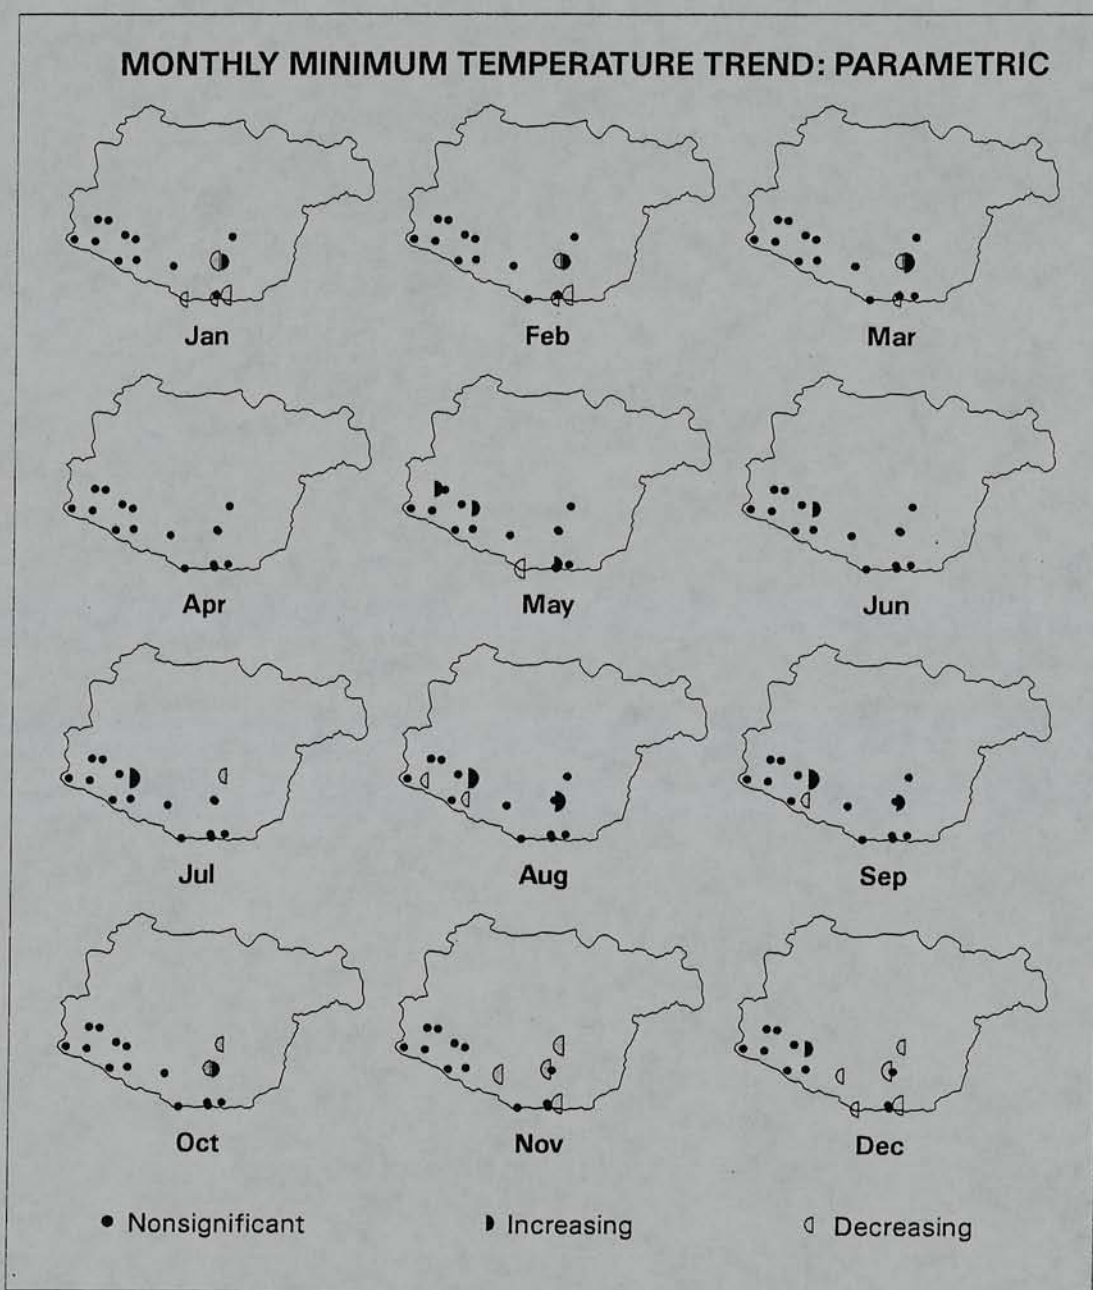 MONTHLY MINIMUM TEMPERATURE TREND: PARAMETRIC
Jan Feb Mar
Apr May Jun
Jul Aug Sep
Oct Nov Dec
Nonsignificant Increasing Decreasing